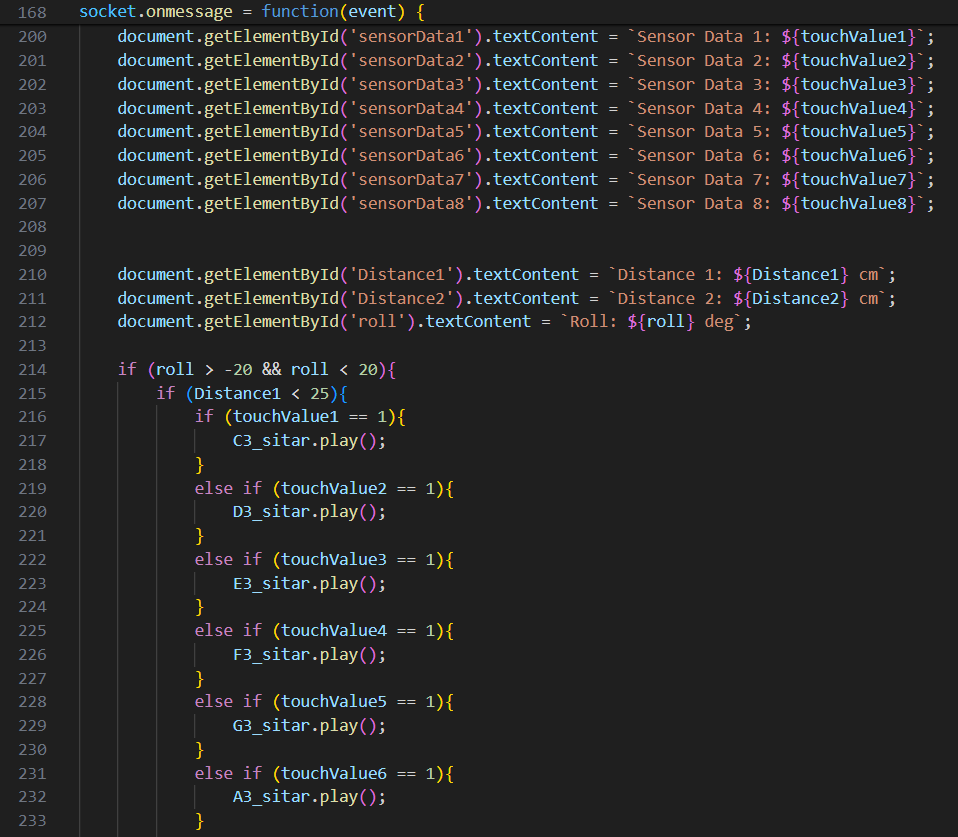 168 socket.onmessage = function(event) {
200 document.getElementById('sensorData1').textContent = `Sensor Data 1: ${touchValue1}`;
201 document.getElementById('sensorData2').textContent = `Sensor Data 2: ${touchValue2}`;
202 document.getElementById('sensorData3').textContent = `Sensor Data 3: ${touchValue3}`;
203 document.getElementById('sensorData4').textContent = `Sensor Data 4: ${touchValue4}`;
204 document.getElementById('sensorData5').textContent = `Sensor Data 5: ${touchValue5}`;
205 document.getElementById('sensorData6').textContent = `Sensor Data 6: ${touchValue6}`;
206 document.getElementById('sensorData7').textContent = `Sensor Data 7: ${touchValue7}`;
207 document.getElementById('sensorData8').textContent = `Sensor Data 8: ${touchValue8}`;
208
209
210 document.getElementById('Distance1').textContent = `Distance 1: ${Distance1} cm`;
211 document.getElementById('Distance2').textContent = `Distance 2: ${Distance2} cm`;
212 document.getElementById('roll').textContent = `Roll: ${roll} deg`;
213
214 if (roll > -20 && roll < 20){
215 if (Distance1 < 25){
216 if (touchValue1 == 1){
217 C3_sitar.play();
218 }
219 else if (touchValue2 == 1){
220 D3_sitar.play();
221 }
222 else if (touchValue3 == 1){
223 E3_sitar.play();
224 }
225 else if (touchValue4 == 1){
226 F3_sitar.play();
227 }
228 else if (touchValue5 == 1){
229 G3_sitar.play();
230 }
231 else if (touchValue6 == 1){
232 A3_sitar.play();
233 }